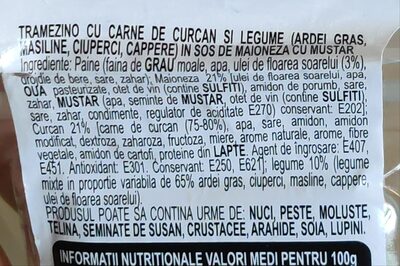 TRAMEZINO CU CARNE DE CURCAN SI LEGUME (ARDEI GRAS,
MASILINE, CIUPERCI, CAPPERE) IN SOS DE MAIONEZA CU MUSTAR
Ingrediente: Paine (faina de GRAU moale, apa, ulei de floarea soarelui (3%),
drojdie de bere, sare, zahar); Maioneza 21% [ulei de floarea soarelui, apa,
OUA pasteurizate, otet de vin (contine SULFITI), amidon de porumb, sare,
zahar, MUSTAR (apa, seminte de MUSTAR, otet de vin (contine SULFITI),
sare, zahar, condimente, regulator de aciditate E270) conservant: E202];
Curcan 21% [carne de curcan (75-80%), apa, sare, amidon, amidon
modificat, dextroza, zaharoza, fructoza, miere, arome naturale, arome, fibre
vegetale, amidon de cartofi, proteine din LAPTE. Agent de ingrosare: E407,
E451. Antioxidant: E301. Conservant: E250, E621]; legume 10% (legume
mixte in proportie variabila de 65% ardei gras, ciuperci, masline, cappere,
ulei de floarea soarelui).
PRODUSUL POATE SA CONTINA URME DE: NUCI, PESTE, MOLUSTE,
TELINA, SEMINATE DE SUSAN, CRUSTACEE, ARAHIDE, SOIA, LUPINI.
INFORMATII NUTRITIONALE VALORI MEDII PENTRU 100g